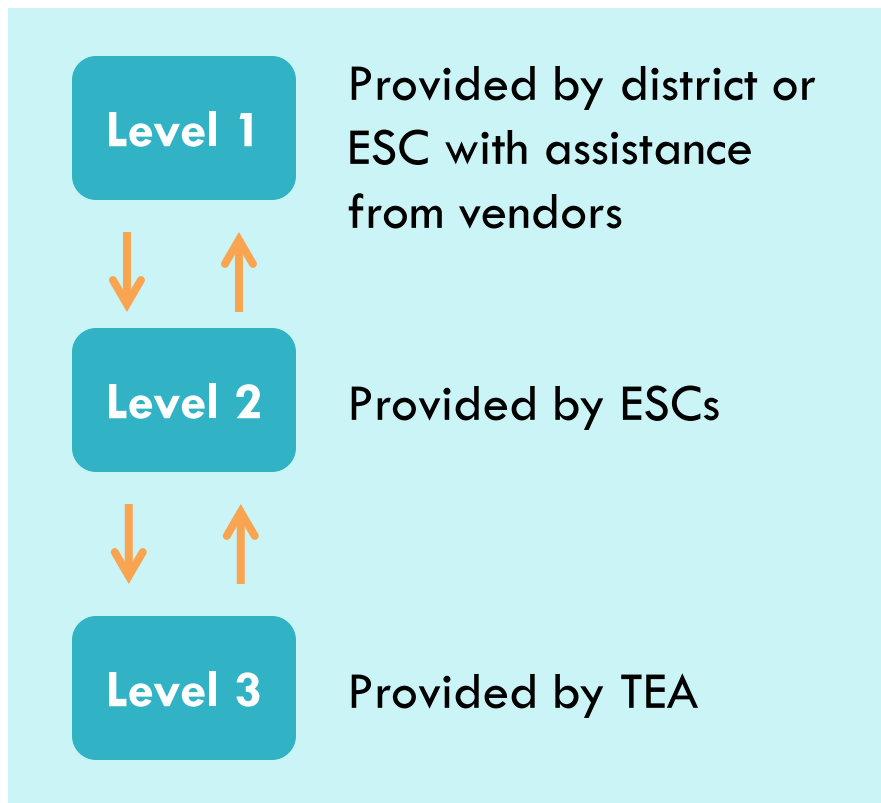 Level 1
Provided by district or
ESC with assistance
from vendors
Level 2
Provided by ESCs
Level 3
Provided by TEA